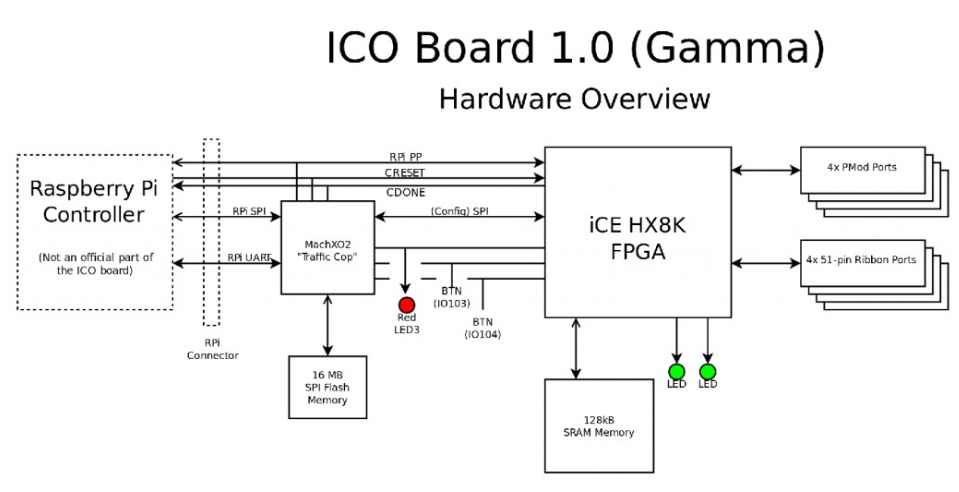 ICO Board 1.0 (Gamma)
Hardware Overview
Raspberry Pi
Controller
(Not an official part of
the ICO board)
RPi
Connector
RPi PP
CRESET
CDONE
RPi SPI
(Config) SPI
RPi UART
MachXO2
"Traffic Cop"
Red
LED3
BTN
(IO103)
BTN
(IO104)
16 MB
SPI Flash
Memory
iCE HX8K
FPGA
4x PMod Ports
4x 51-pin Ribbon Ports
LED
LED
128kB
SRAM Memory